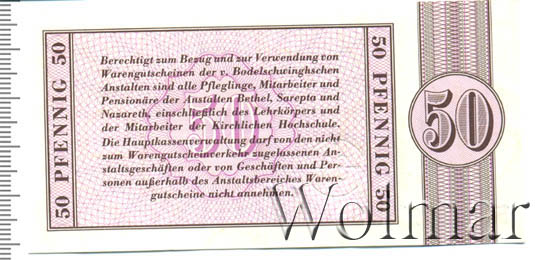 50 PFENNIG 50
Berechtigt zum Bezug und zur Verwendung von
Warengutscheinen der v. Bodelschwinghschen
Anstalten sind alle Pfleglinge, Mitarbeiter und
Pensionäre der Anstalten Bethel, Sarepta und
Nazareth, einschließlich des Lehrkörpers und
der Mitarbeiter der Kirchlichen Hochschule.
Die Hauptkassenverwaltung darf von den nicht
zum Warengutscheinverkehr zugelassenen An-
staltsgeschäften oder von Geschäften und Per-
sonen außerhalb des Anstaltsbereiches Waren-
gutscheine nicht annehmen.
50
50 PFENNIG 50
50
Wolmar